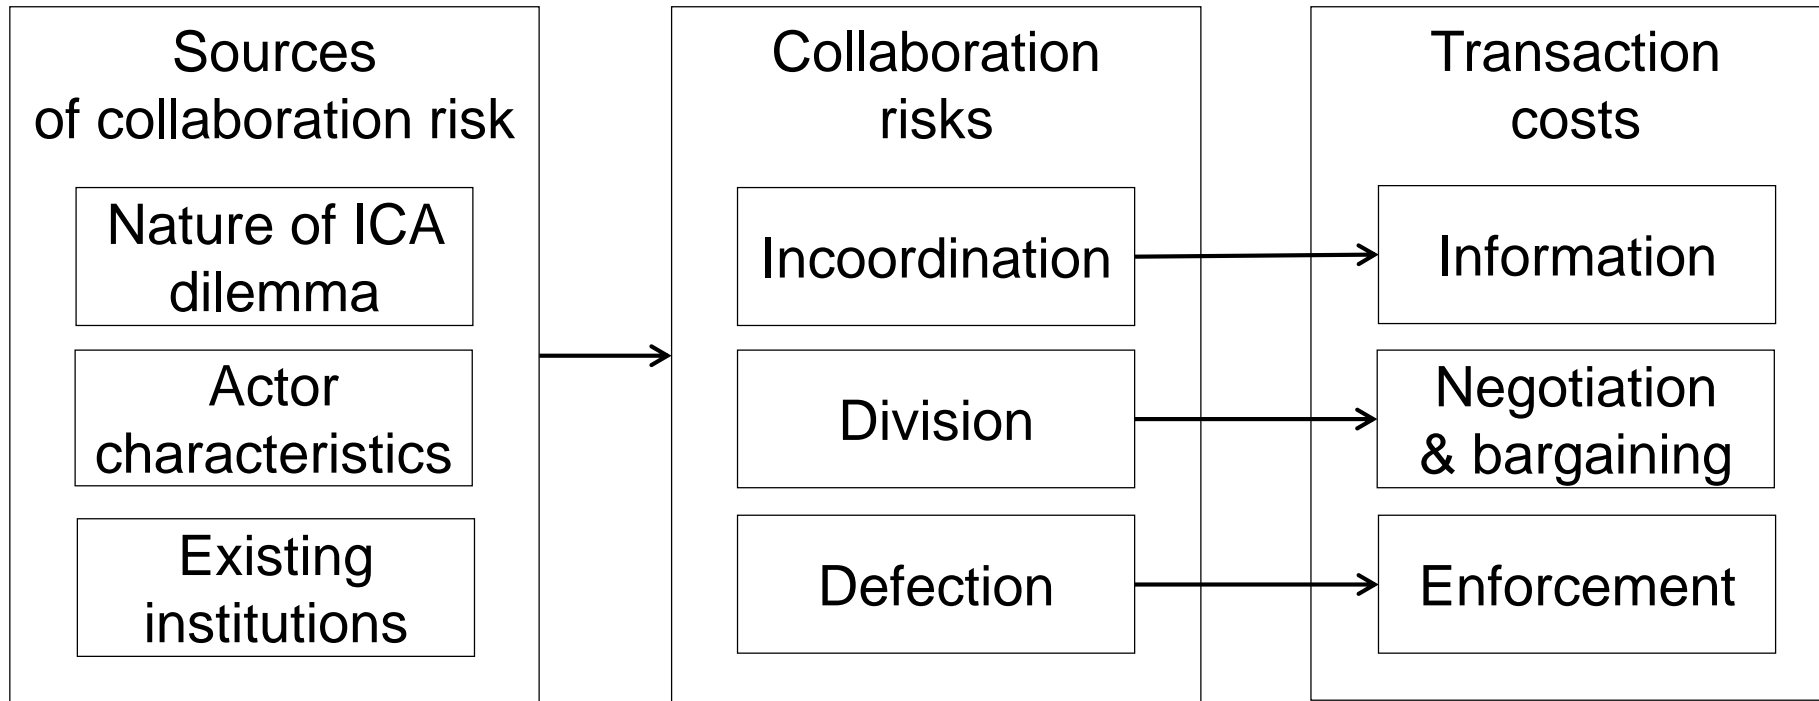 Sources
of collaboration risk
Nature of ICA
dilemma
Actor
characteristics
Existing
institutions
Collaboration
risks
Incoordination
Division
Defection
Transaction
costs
Information
Negotiation
& bargaining
Enforcement